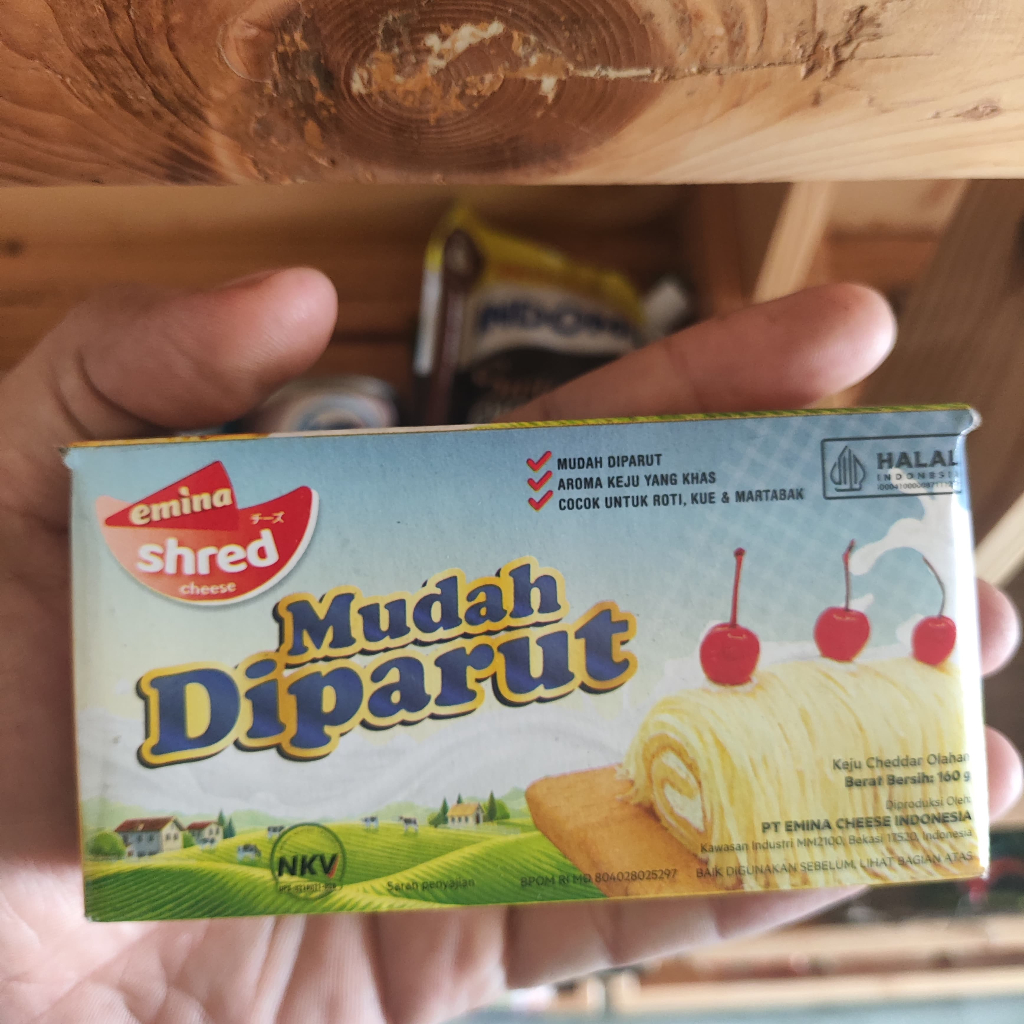 emina
チーズ
shred
cheese
MUDAH DIPARUT
AROMA KEJU YANG KHAS
COCOK UNTUK ROTI, KUE & MARTABAK
HALAL
INDONESIA
Mudah
Diparut
Keju Cheddar Olahan
Berat Bersih: 160 g
Diproduksi Oleh:
PT EMINA CHEESE INDONESIA
Kawasan Industri MM2100, Bekasi 17520, Indonesia
NKV
Saran penyajian
BPOM RI MD 804028025297
BAIK DIGUNAKAN SEBELUM, LIHAT BAGIAN ATAS